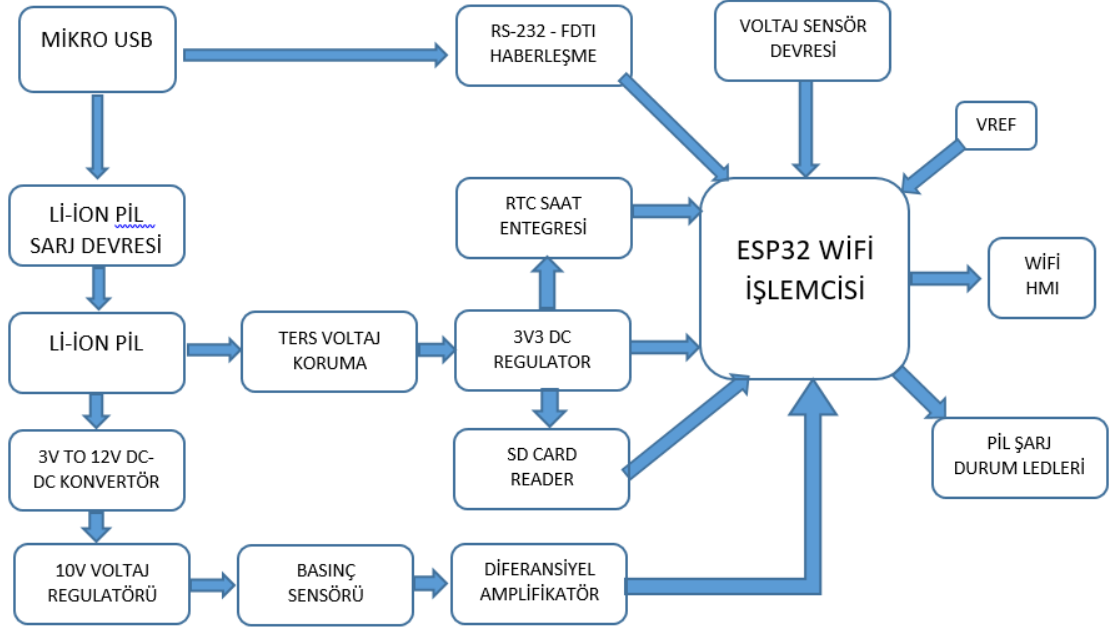 MİKRO USB
RS-232 - FDTI
HABERLEŞME
VOLTAJ SENSÖR
DEVRESİ
VREF
Lİ-İON PİL
SARJ DEVRESİ
RTC SAAT
ENTEGRESİ
ESP32 WİFİ
İŞLEMCİSİ
WİFİ
HMI
Lİ-İON PİL
TERS VOLTAJ
KORUMA
3V3 DC
REGULATOR
3V TO 12V DC-
DC KONVERTÖR
SD CARD
READER
PİL ŞARJ
DURUM LEDLERİ
10V VOLTAJ
REGULATÖRÜ
BASINÇ
SENSÖRÜ
DİFERANSİYEL
AMPLİFİKATÖR